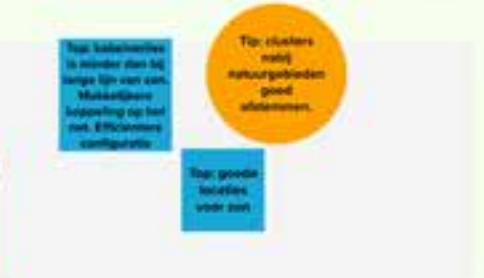 Top: kabelverlies
is minder dan bij
lange lijn van zon.
Makkelijkere
koppeling op het
net. Efficiëntere
configuratie
Tip: clusters
nabij
natuurgebieden
goed
afstemmen.
Top: goede
locaties
voor zon